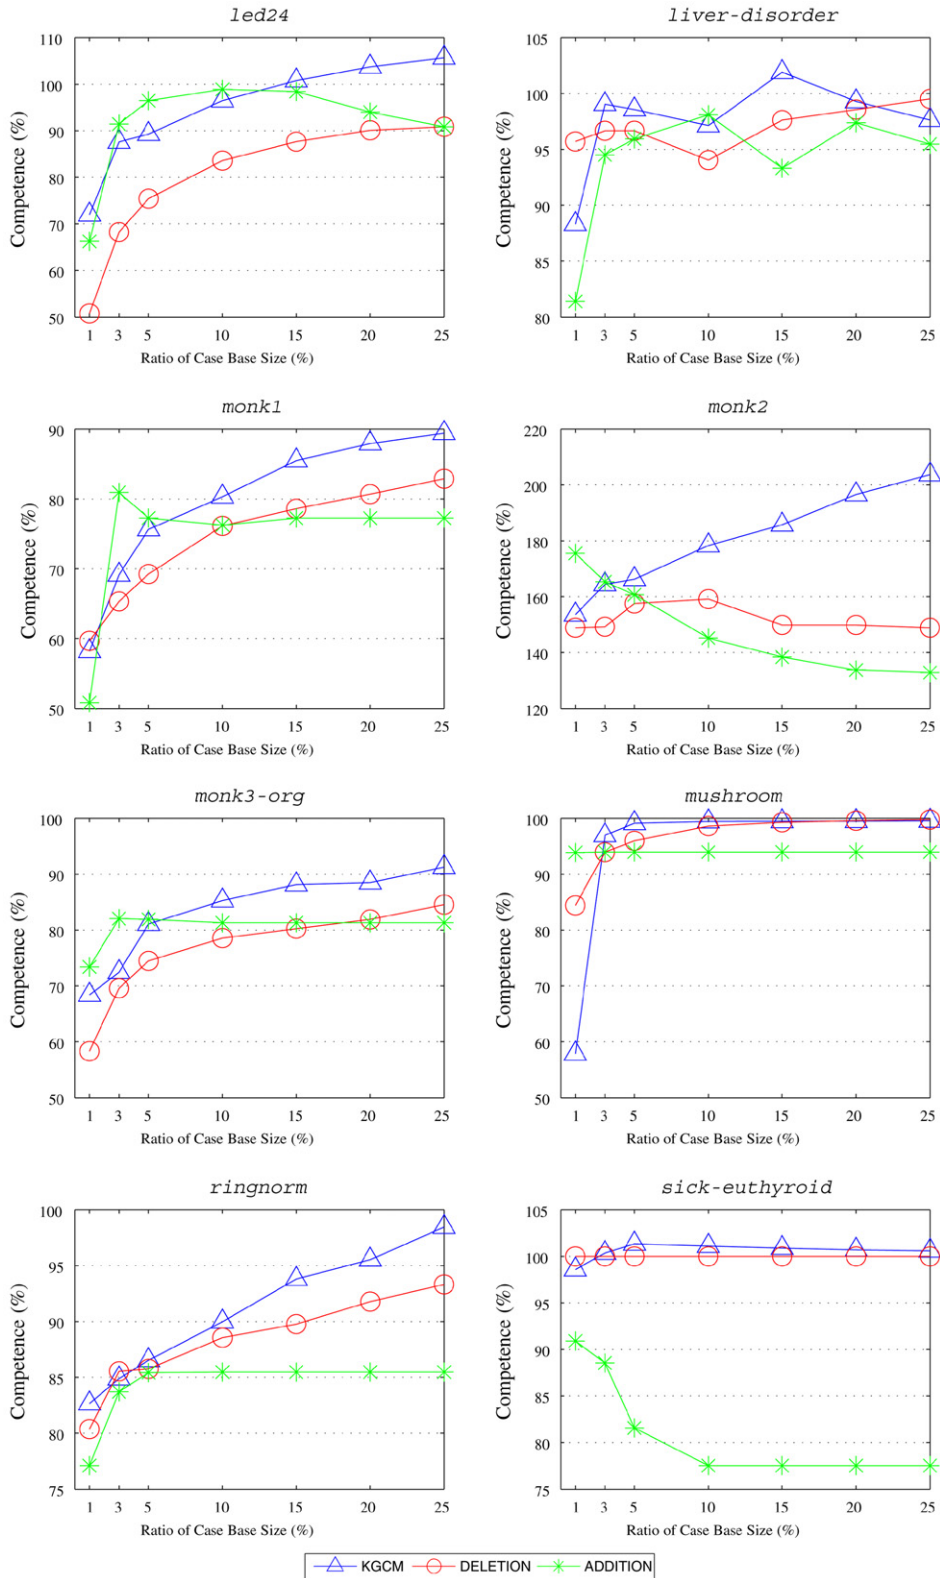 led24
110
100
90
80
70
60
50
Competence (%)
1 3 5 10 15 20 25
Ratio of Case Base Size (%)
liver-disorder
105
100
95
90
85
80
Competence (%)
1 3 5 10 15 20 25
Ratio of Case Base Size (%)
monk1
90
80
70
60
50
Competence (%)
1 3 5 10 15 20 25
Ratio of Case Base Size (%)
monk2
220
200
180
160
140
120
Competence (%)
1 3 5 10 15 20 25
Ratio of Case Base Size (%)
monk3-org
100
90
80
70
60
50
Competence (%)
1 3 5 10 15 20 25
Ratio of Case Base Size (%)
mushroom
100
90
80
70
60
50
Competence (%)
1 3 5 10 15 20 25
Ratio of Case Base Size (%)
ringnorm
100
95
90
85
80
75
Competence (%)
1 3 5 10 15 20 25
Ratio of Case Base Size (%)
sick-euthyroid
105
100
95
90
85
80
75
Competence (%)
1 3 5 10 15 20 25
Ratio of Case Base Size (%)
KGCM DELETION ADDITION